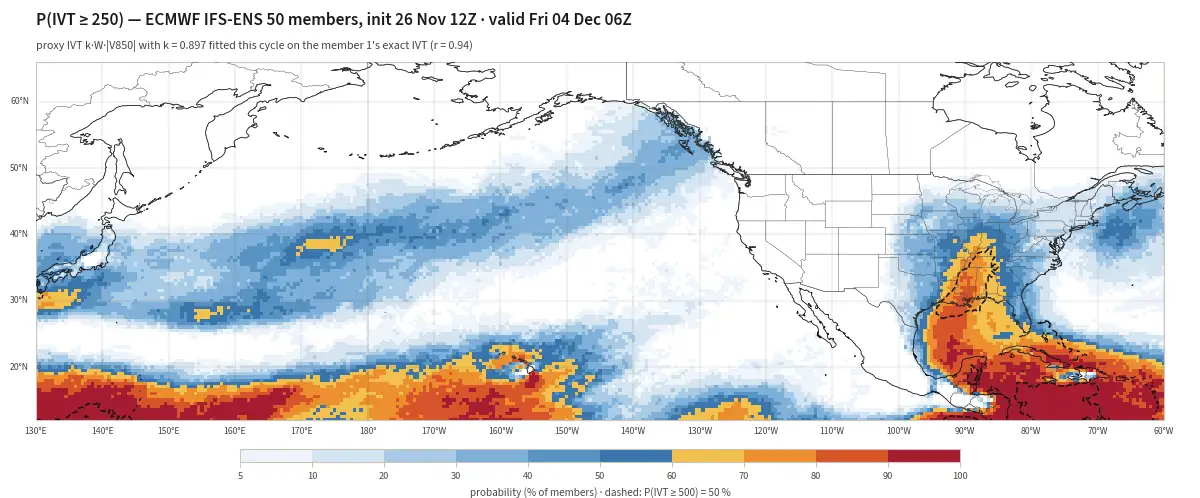 P(IVT ≥ 250) — ECMWF IFS-ENS 50 members, init 26 Nov 12Z · valid Fri 04 Dec 06Z
proxy IVT k·W·|V850| with k = 0.897 fitted this cycle on the member 1's exact IVT (r = 0.94)
60°N
50°N
40°N
30°N
20°N
130°E 140°E 150°E 160°E 170°E 180° 170°W 160°W 150°W 140°W 130°W 120°W 110°W 100°W 90°W 80°W 70°W 60°W
5 10 20 30 40 50 60 70 80 90 100
probability (% of members) · dashed: P(IVT ≥ 500) = 50 %